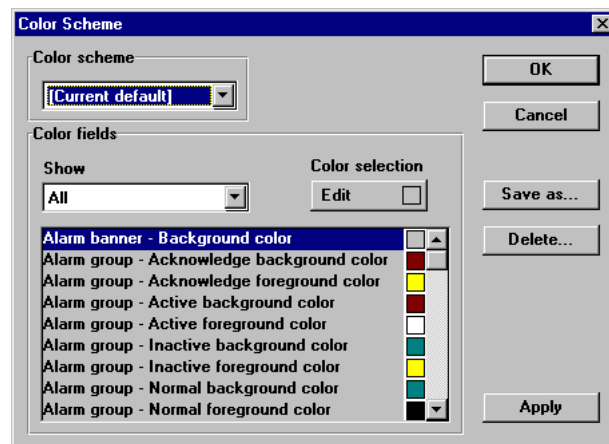 Color Scheme
Color scheme
[Current default]
OK
Cancel
Color fields
Show
Color selection
All
Edit
Save as...
Delete...
Alarm banner - Background color
Alarm group - Acknowledge background color
Alarm group - Acknowledge foreground color
Alarm group - Active background color
Alarm group - Active foreground color
Alarm group - Inactive background color
Alarm group - Inactive foreground color
Alarm group - Normal background color
Alarm group - Normal foreground color
Apply